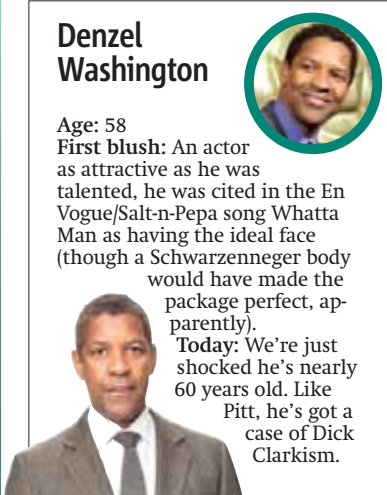 Denzel
Washington
Age: 58
First blush: An actor
as attractive as he was
talented, he was cited in the En
Vogue/Salt-n-Pepa song Whatta
Man as having the ideal face
(though a Schwarzenneger body
would have made the
package perfect, ap-
parently).
Today: We're just
shocked he's nearly
60 years old. Like
Pitt, he's got a
case of Dick
Clarkism.